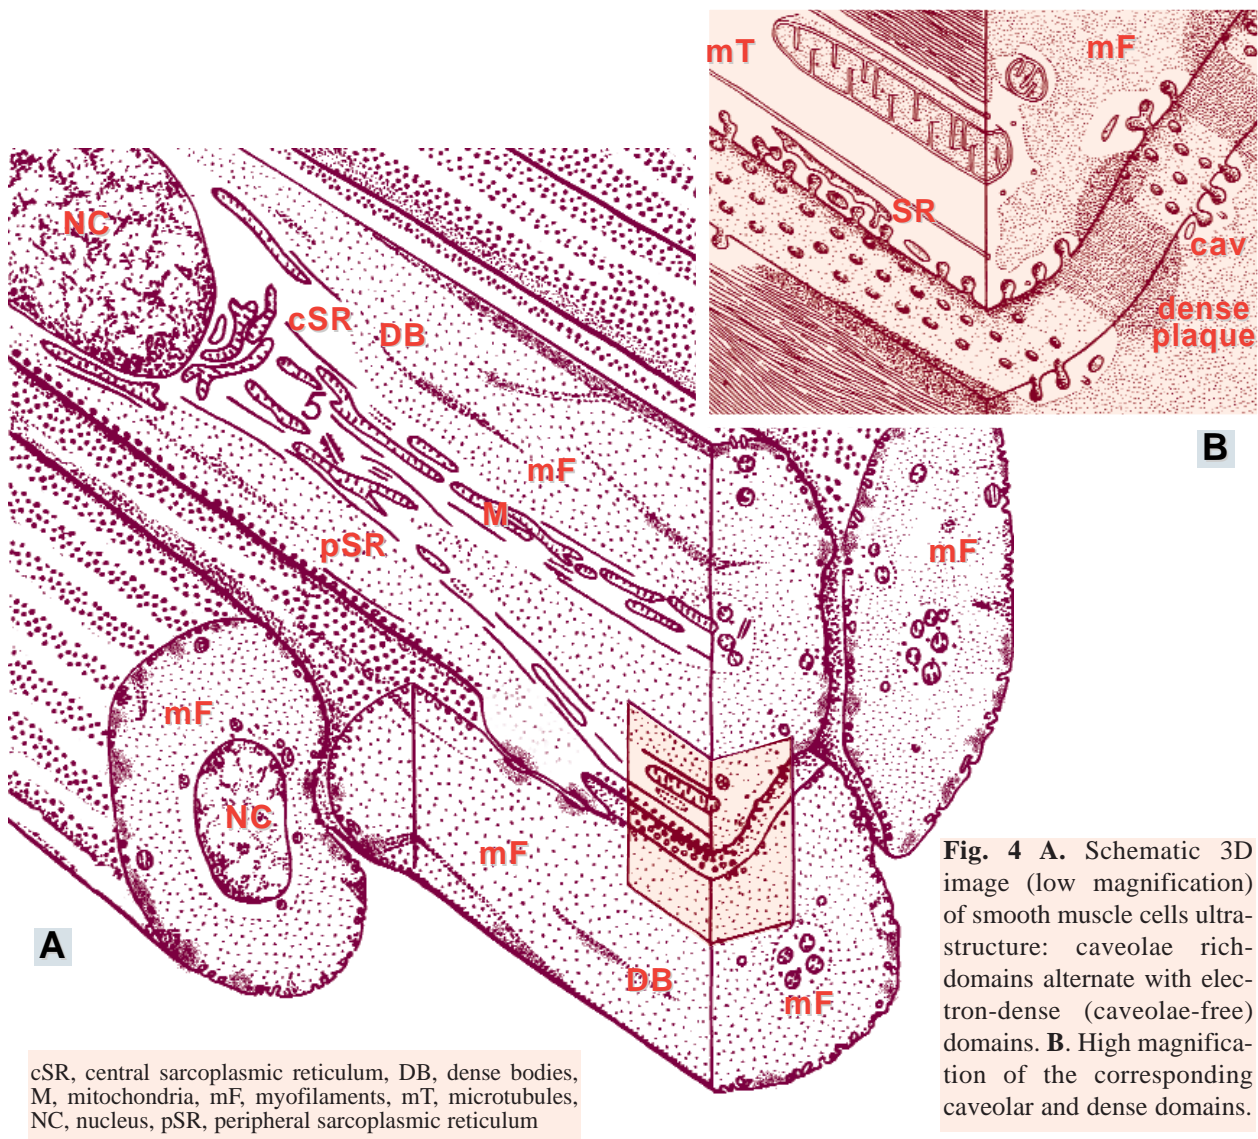 mT
mF
SR
cav
dense
plaque
B
NC
cSR
DB
mF
M
pSR
mF
mF
NC
mF
DB
mF
A
Fig. 4 A. Schematic 3D
image (low magnification)
of smooth muscle cells ultra-
structure: caveolae rich-
domains alternate with elec-
tron-dense (caveolae-free)
domains. B. High magnifica-
tion of the corresponding
caveolar and dense domains.
cSR, central sarcoplasmic reticulum, DB, dense bodies,
M, mitochondria, mF, myofilaments, mT, microtubules,
NC, nucleus, pSR, peripheral sarcoplasmic reticulum